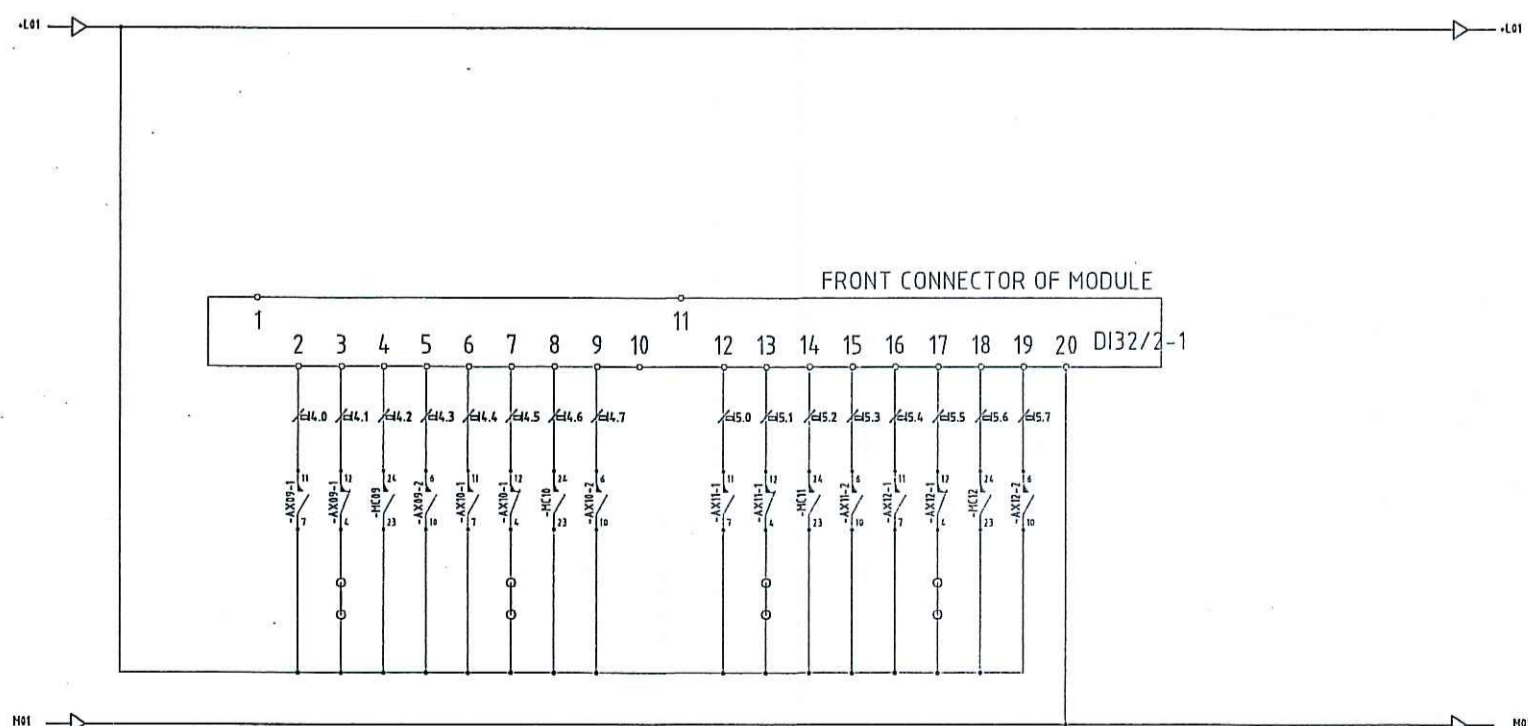 +L01 +L01
FRONT CONNECTOR OF MODULE
1 11
2 3 4 5 6 7 8 9 10 12 13 14 15 16 17 18 19 20 DI32/2-1
I4.0 I4.1 I4.2 I4.3 I4.4 I4.5 I4.6 I4.7 I5.0 I5.1 I5.2 I5.3 I5.4 I5.5 I5.6 I5.7
11 12 24 6 11 12 24 6 11 12 24 6 11 12 24 6
-AX09-1 -AX09-1 -MC09 -AX09-2 -AX10-1 -AX10-1 -MC10 -AX10-2 -AX11-1 -AX11-1 -MC11 -AX11-2 -AX12-1 -AX12-1 -MC12 -AX12-2
7 4 23 10 7 4 23 10 7 4 23 10 7 4 23 10
M01